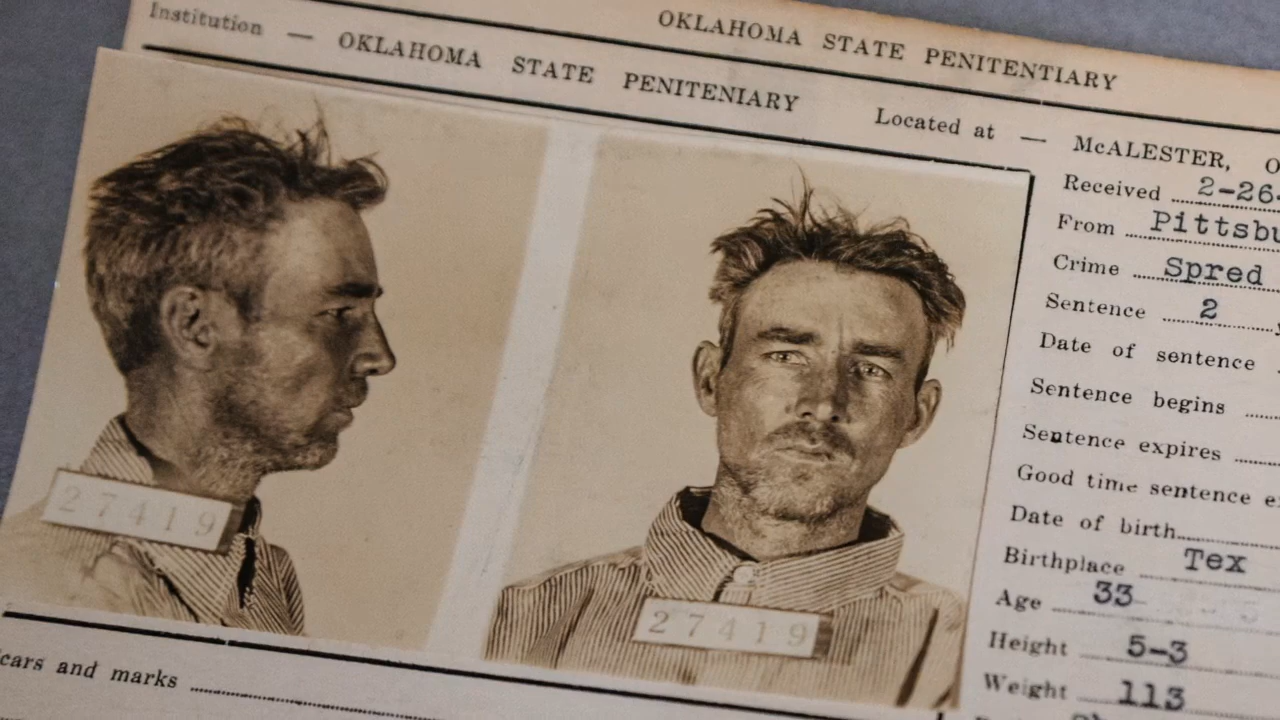 OKLAHOMA STATE PENITENTIARY
Institution — OKLAHOMA STATE PENITENIARY Located at — McALESTER,
Received 2-26-
From Pittsbu
Crime Spred
Sentence 2
Date of sentence
Sentence begins
Sentence expires
Good time sentence e
Date of birth
Birthplace Tex
Age 33
Height 5-3
Weight 113
27419
27419
cars and marks